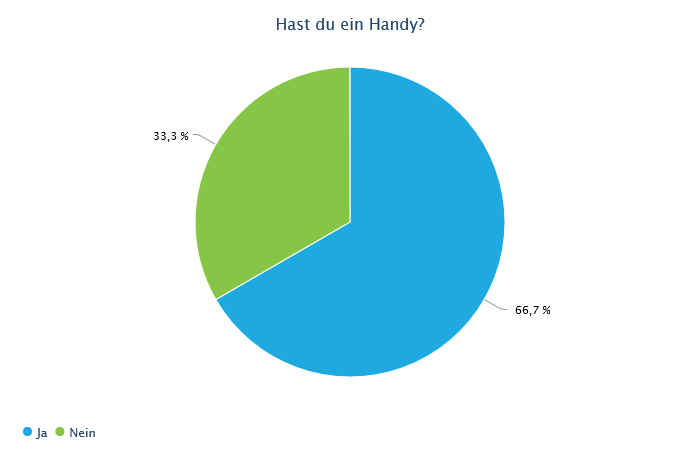 Hast du ein Handy?
33,3 %
66,7 %
Ja Nein